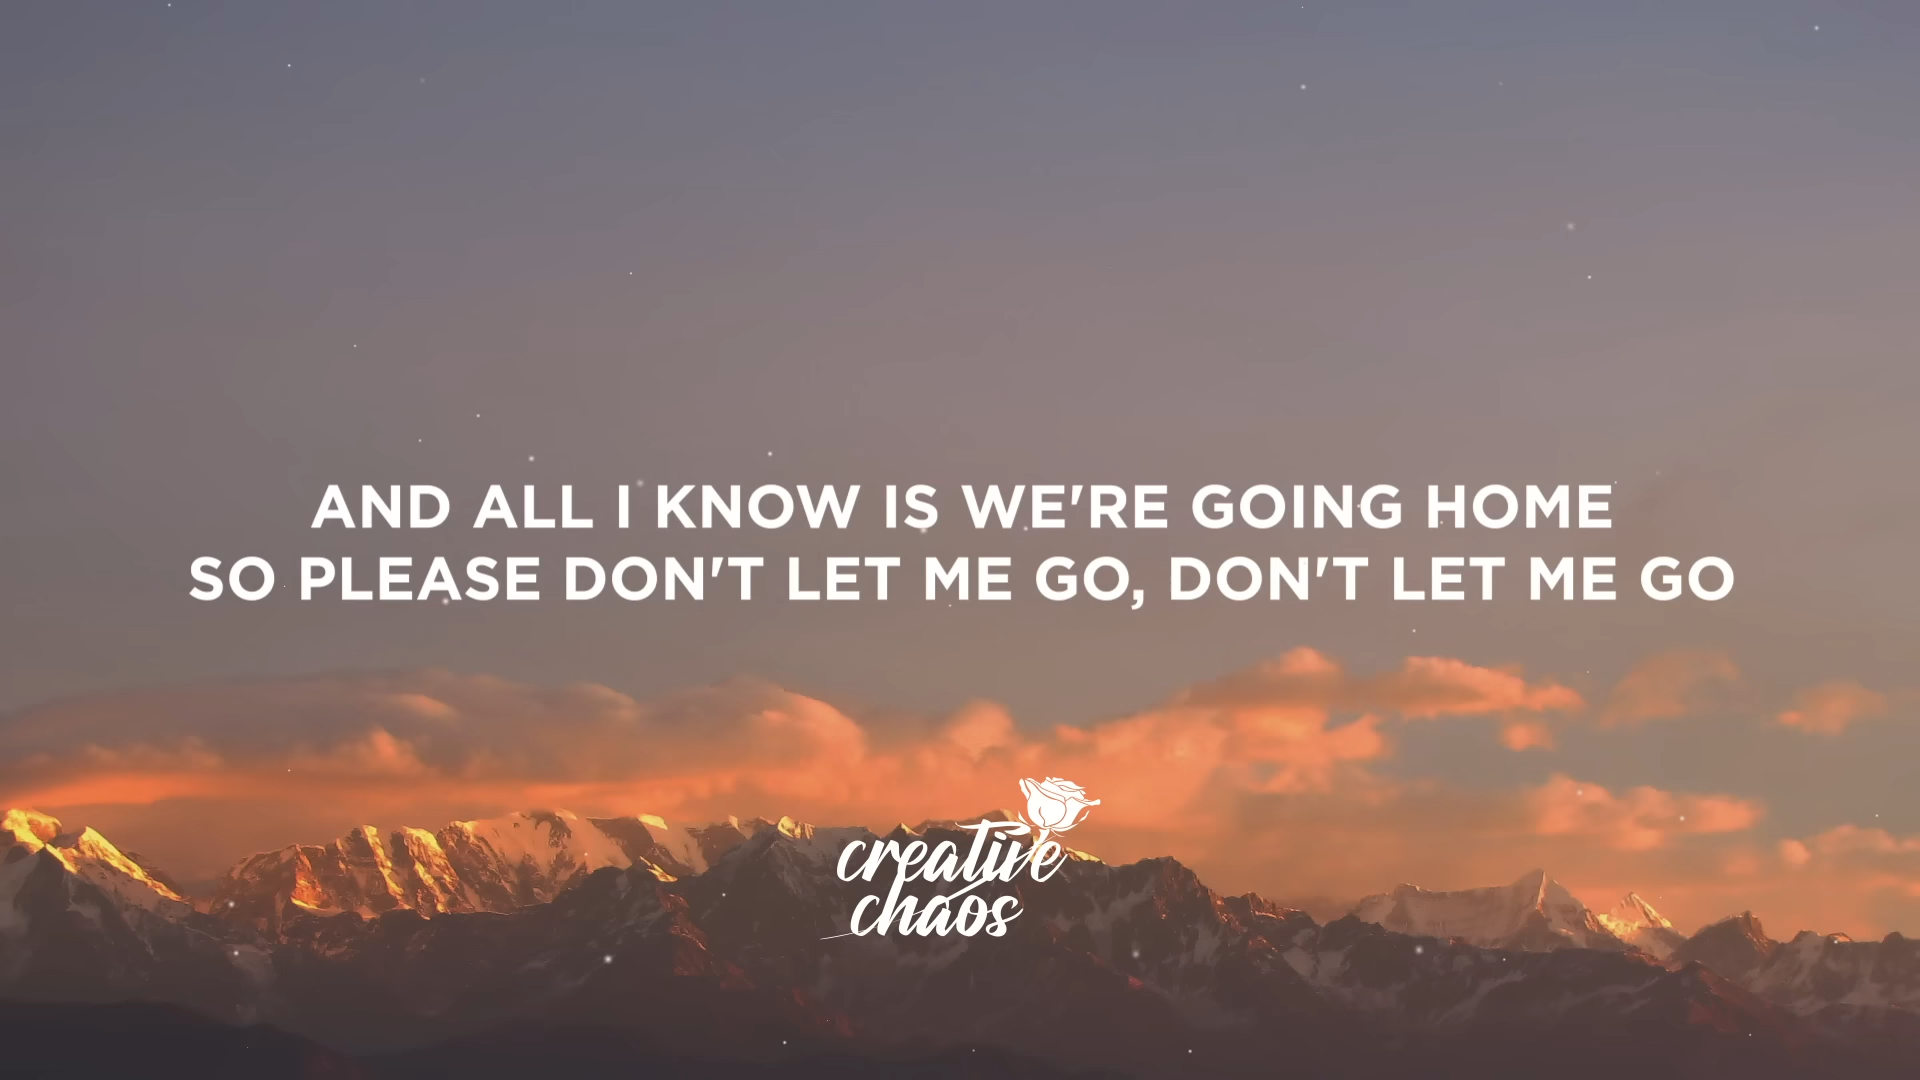 AND ALL I KNOW IS WE'RE GOING HOME
SO PLEASE DON'T LET ME GO, DON'T LET ME GO
creative
chaos